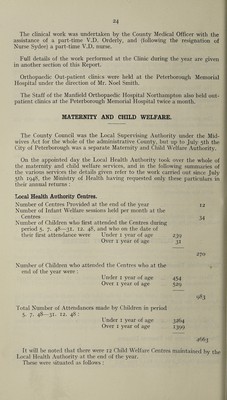 24
The clinical work was undertaken by the County Medical Officer with the
assistance of a part-time V.D. Orderly, and (following the resignation of
Nurse Sydee) a part-time V.D. nurse.
Full details of the work performed at the Clinic during the year are given
in another section of this Report.
Orthopaedic Out-patient clinics were held at the Peterborough Memorial
Hospital under the direction of Mr. Noel Smith.
The Staff of the Manfield Orthopaedic Hospital Northampton also held out-
patient clinics at the Peterborough Memorial Hospital twice a month.
MATERNITY AND CHILD WELFARE.
The County Council was the Local Supervising Authority under the Mid-
wives Act for the whole of the administrative County, but up to July 5th the
City of Peterborough was a separate Maternity and Child Welfare Authority.
On the appointed day the Local Health Authority took over the whole of
the maternity and child welfare services, and in the following summaries of
the various services the details given refer to the work carried out since July
5th 1948, the Ministry of Health having requested only these particulars in
their annual returns :
Local Health Authority Centres.
Number of Centres Provided at the end of the year 12
Number of Infant Welfare sessions held per month at the
Centres 34
Number of Children who first attended the Centres during
period 5. 7. 48—31. 12. 48, and who on the date of
their first attendance were Under 1 year of age 239
Over 1 year of age 31
270
Number of Children who attended the Centres who at the
end of the year were :
Under 1 year of age 454
Over 1 year of age 529
983
Total Number of Attendances made by Children in period
5. 7. 48—31. 12. 48 :
Under 1 year of age 3264
Over 1 year of age 1399
4663
It will be noted that there were 12 Child Welfare Centres maintained by the
Local Health Authority at the end of the year.
These were situated as follows :